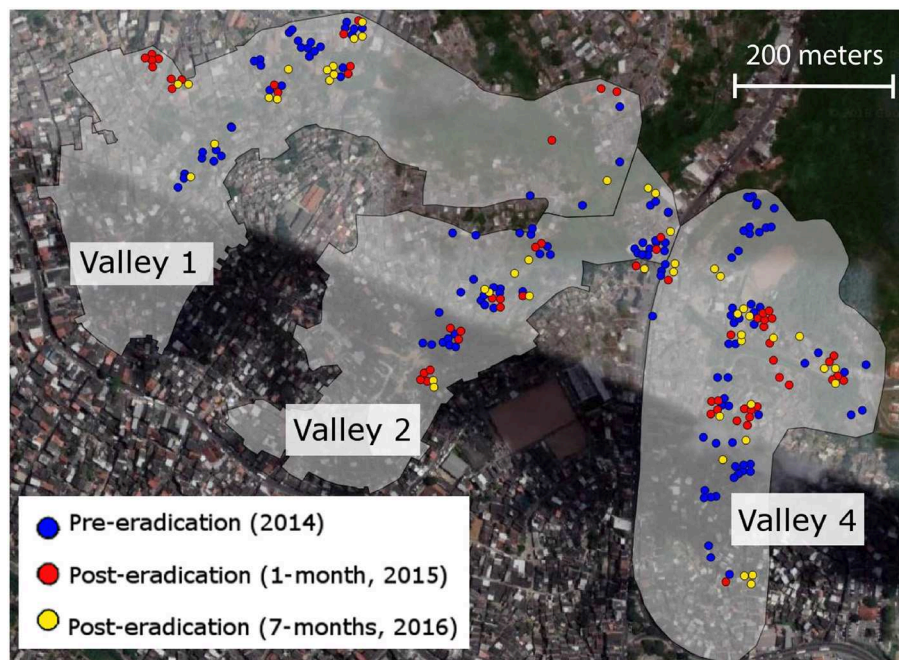 200 meters
Valley 1
Valley 2
Valley 4
Pre-eradication (2014)
Post-eradication (1-month, 2015)
Post-eradication (7-months, 2016)